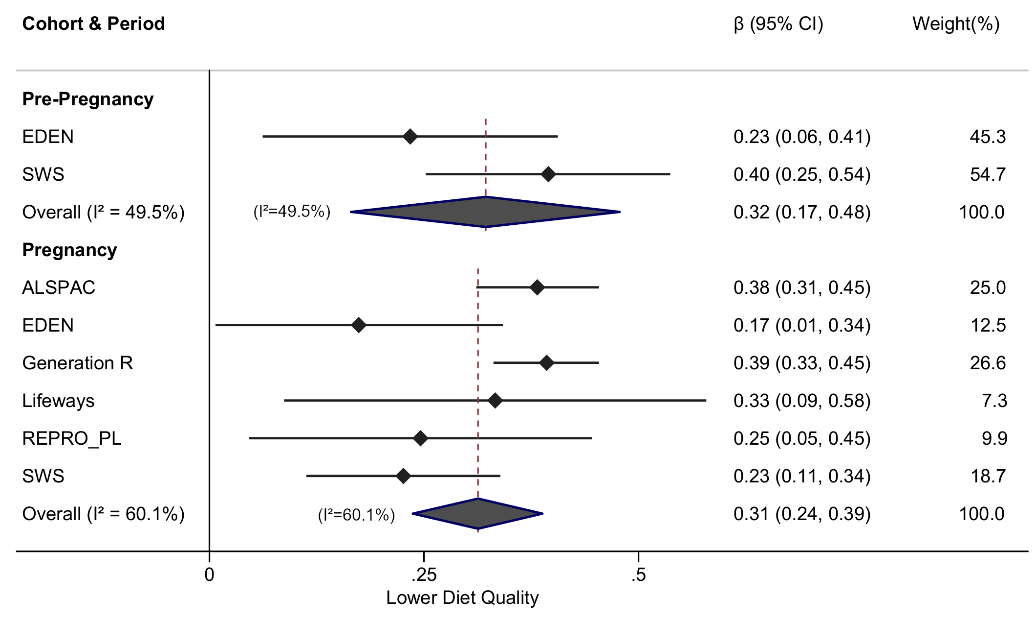 Cohort & Period β (95% CI) Weight(%)
Pre-Pregnancy
EDEN 0.23 (0.06, 0.41) 45.3
SWS 0.40 (0.25, 0.54) 54.7
Overall (I² = 49.5%) (I²=49.5%) 0.32 (0.17, 0.48) 100.0
Pregnancy
ALSPAC 0.38 (0.31, 0.45) 25.0
EDEN 0.17 (0.01, 0.34) 12.5
Generation R 0.39 (0.33, 0.45) 26.6
Lifeways 0.33 (0.09, 0.58) 7.3
REPRO_PL 0.25 (0.05, 0.45) 9.9
SWS 0.23 (0.11, 0.34) 18.7
Overall (I² = 60.1%) (I²=60.1%) 0.31 (0.24, 0.39) 100.0
0 .25 .5
Lower Diet Quality